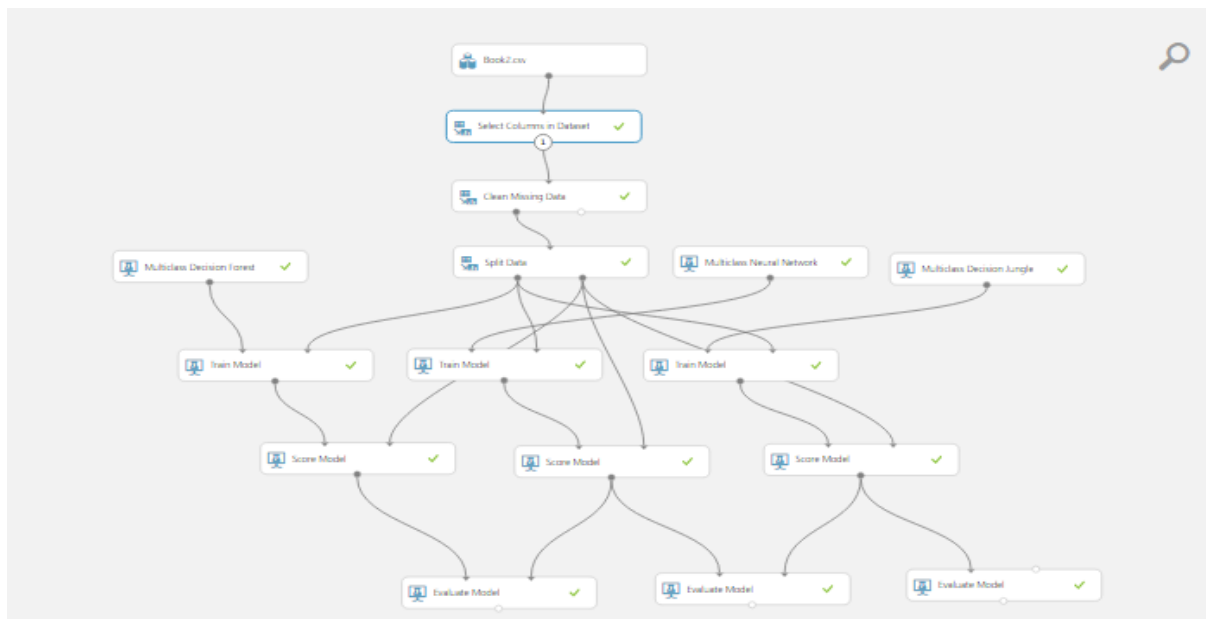 Book2.csv
Select Columns in Dataset
1
Clean Missing Data
Multiclass Decision Forest
Split Data
Multiclass Neural Network
Multiclass Decision Jungle
Train Model
Train Model
Train Model
Score Model
Score Model
Score Model
Evaluate Model
Evaluate Model
Evaluate Model